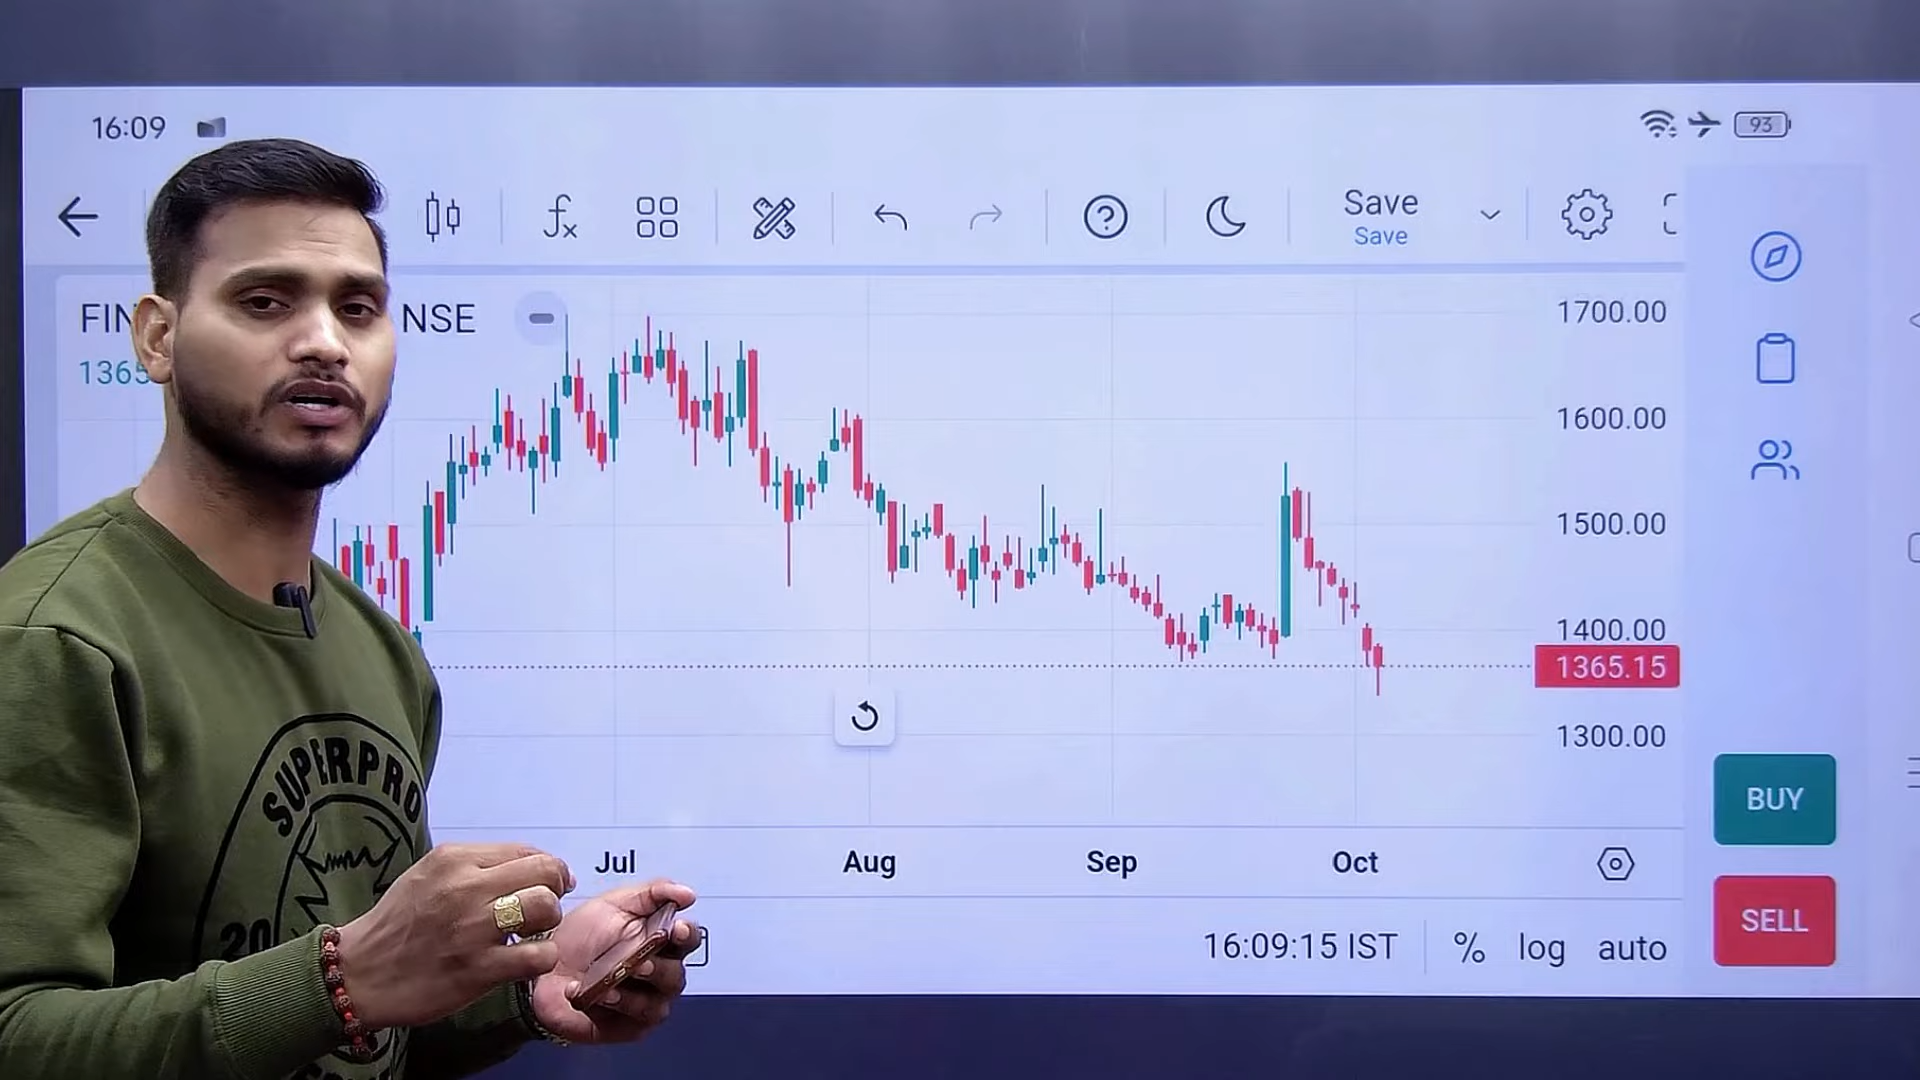 16:09
93
Save
Save
FIN NSE
1365
1700.00
1600.00
1500.00
1400.00
1365.15
1300.00
BUY
SELL
Jul Aug Sep Oct
16:09:15 IST % log auto
SUPERPRO
20